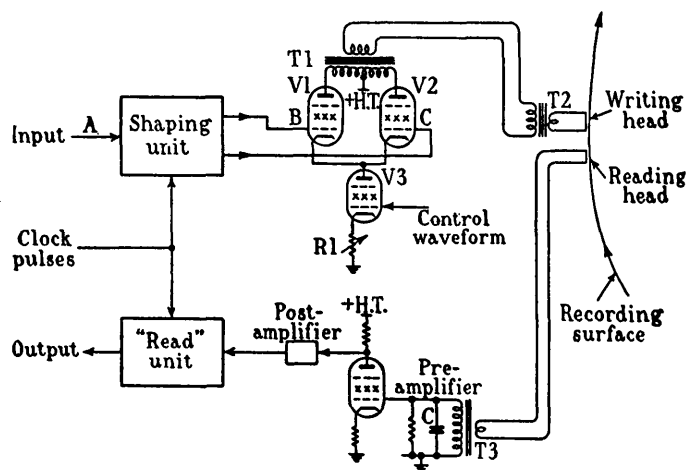 T1
V1
V2
+H.T.
B
C
Input
A
Shaping
unit
V3
Control
waveform
R1
Clock
pulses
T2
Writing
head
Reading
head
Recording
surface
+H.T.
Post-
amplifier
Output
"Read"
unit
Pre-
amplifier
C
T3